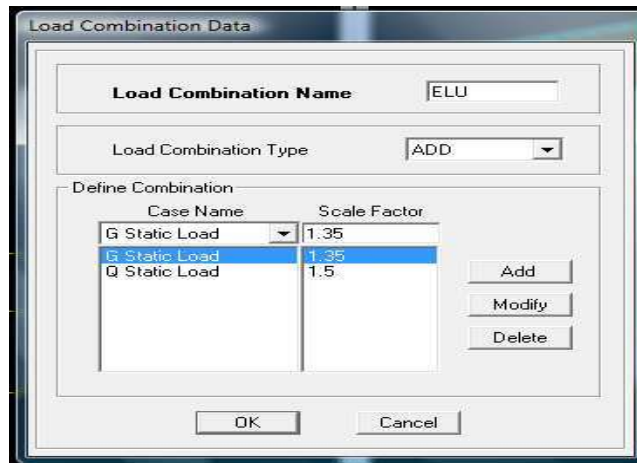 Load Combination Data
Load Combination Name ELU
Load Combination Type ADD
Define Combination
Case Name Scale Factor
G Static Load 1.35
G Static Load 1.35
Q Static Load 1.5
Add
Modify
Delete
OK Cancel